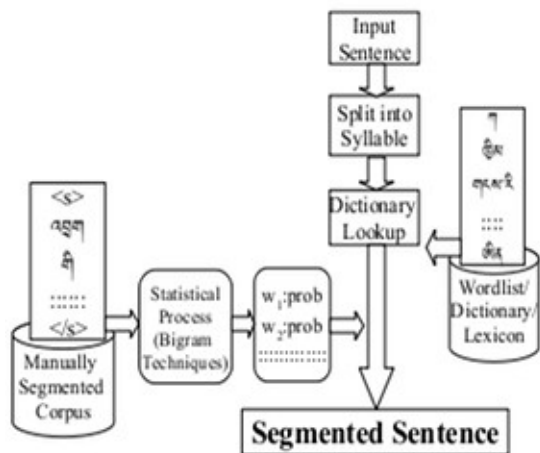 Input
Sentence
Split into
Syllable
Dictionary
Lookup
ཀ
ཨིན
Wordlist/
Dictionary/
Lexicon
<s>
འབྲུག
གི
......
</s>
Manually
Segmented
Corpus
Statistical
Process
(Bigram
Techniques)
w₁:prob
w₂:prob
Segmented Sentence